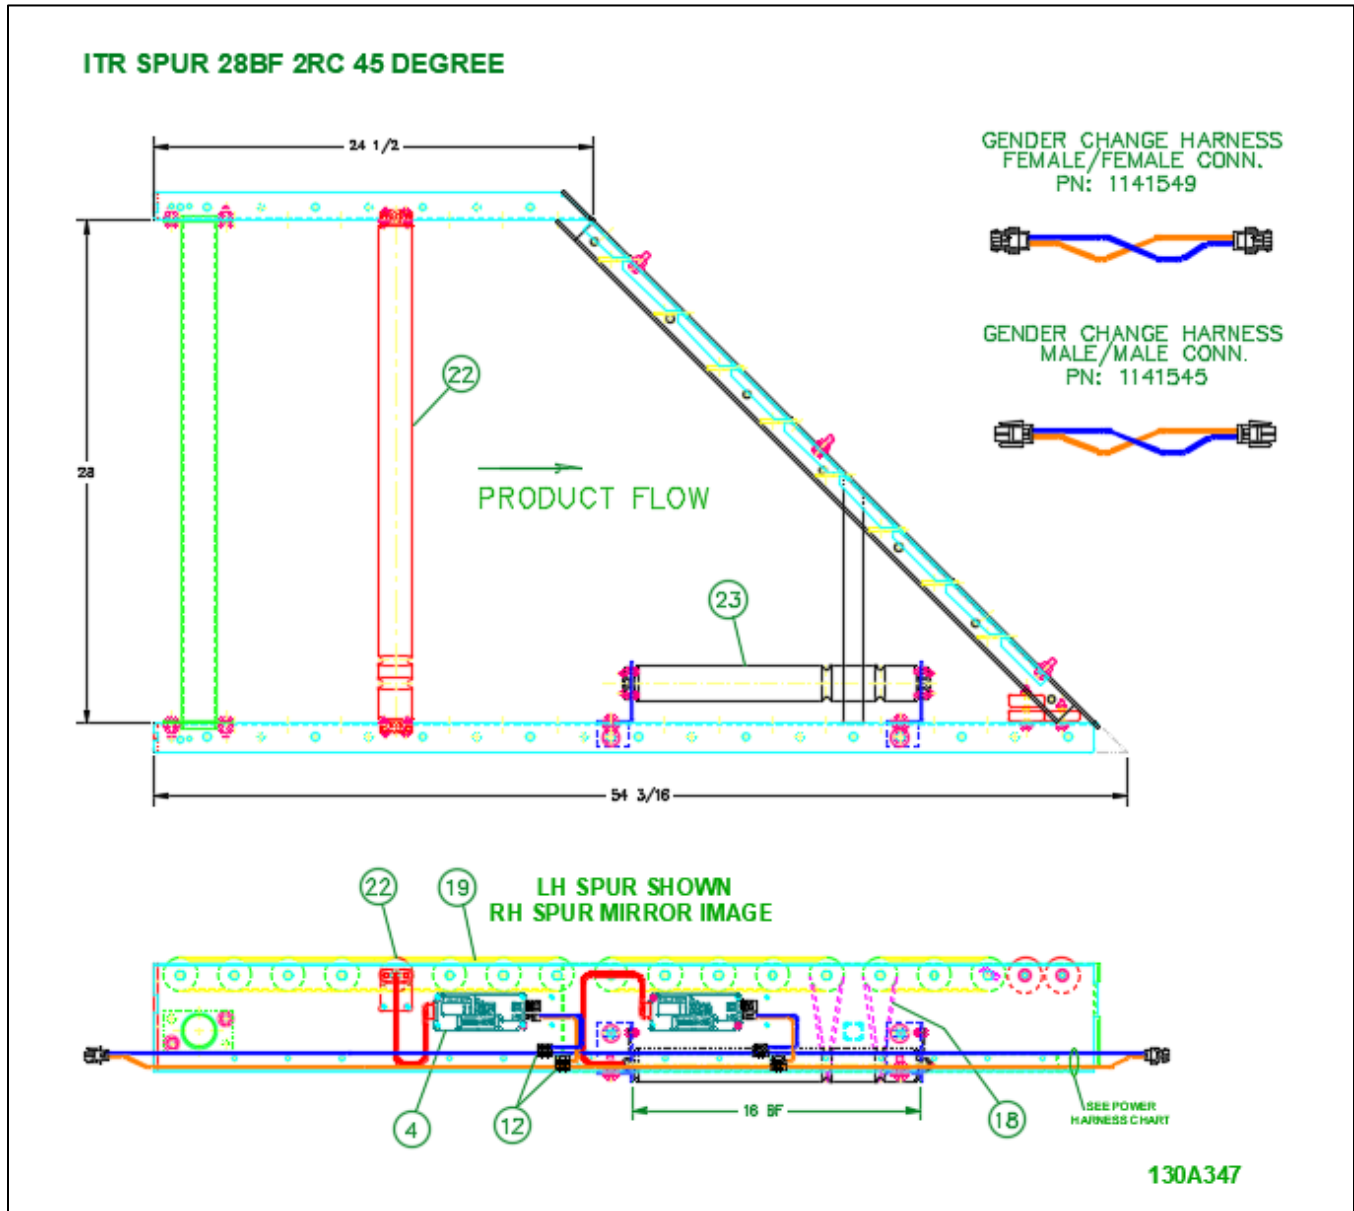 ITR SPUR 28BF 2RC 45 DEGREE
24 1/2
GENDER CHANGE HARNESS
FEMALE/FEMALE CONN.
PN: 1141549
GENDER CHANGE HARNESS
MALE/MALE CONN.
PN: 1141545
22
28
PRODUCT FLOW
23
54 3/16
22
19
LH SPUR SHOWN
RH SPUR MIRROR IMAGE
4
12
16 BF
18
SEE POWER
HARNESS CHART
130A347